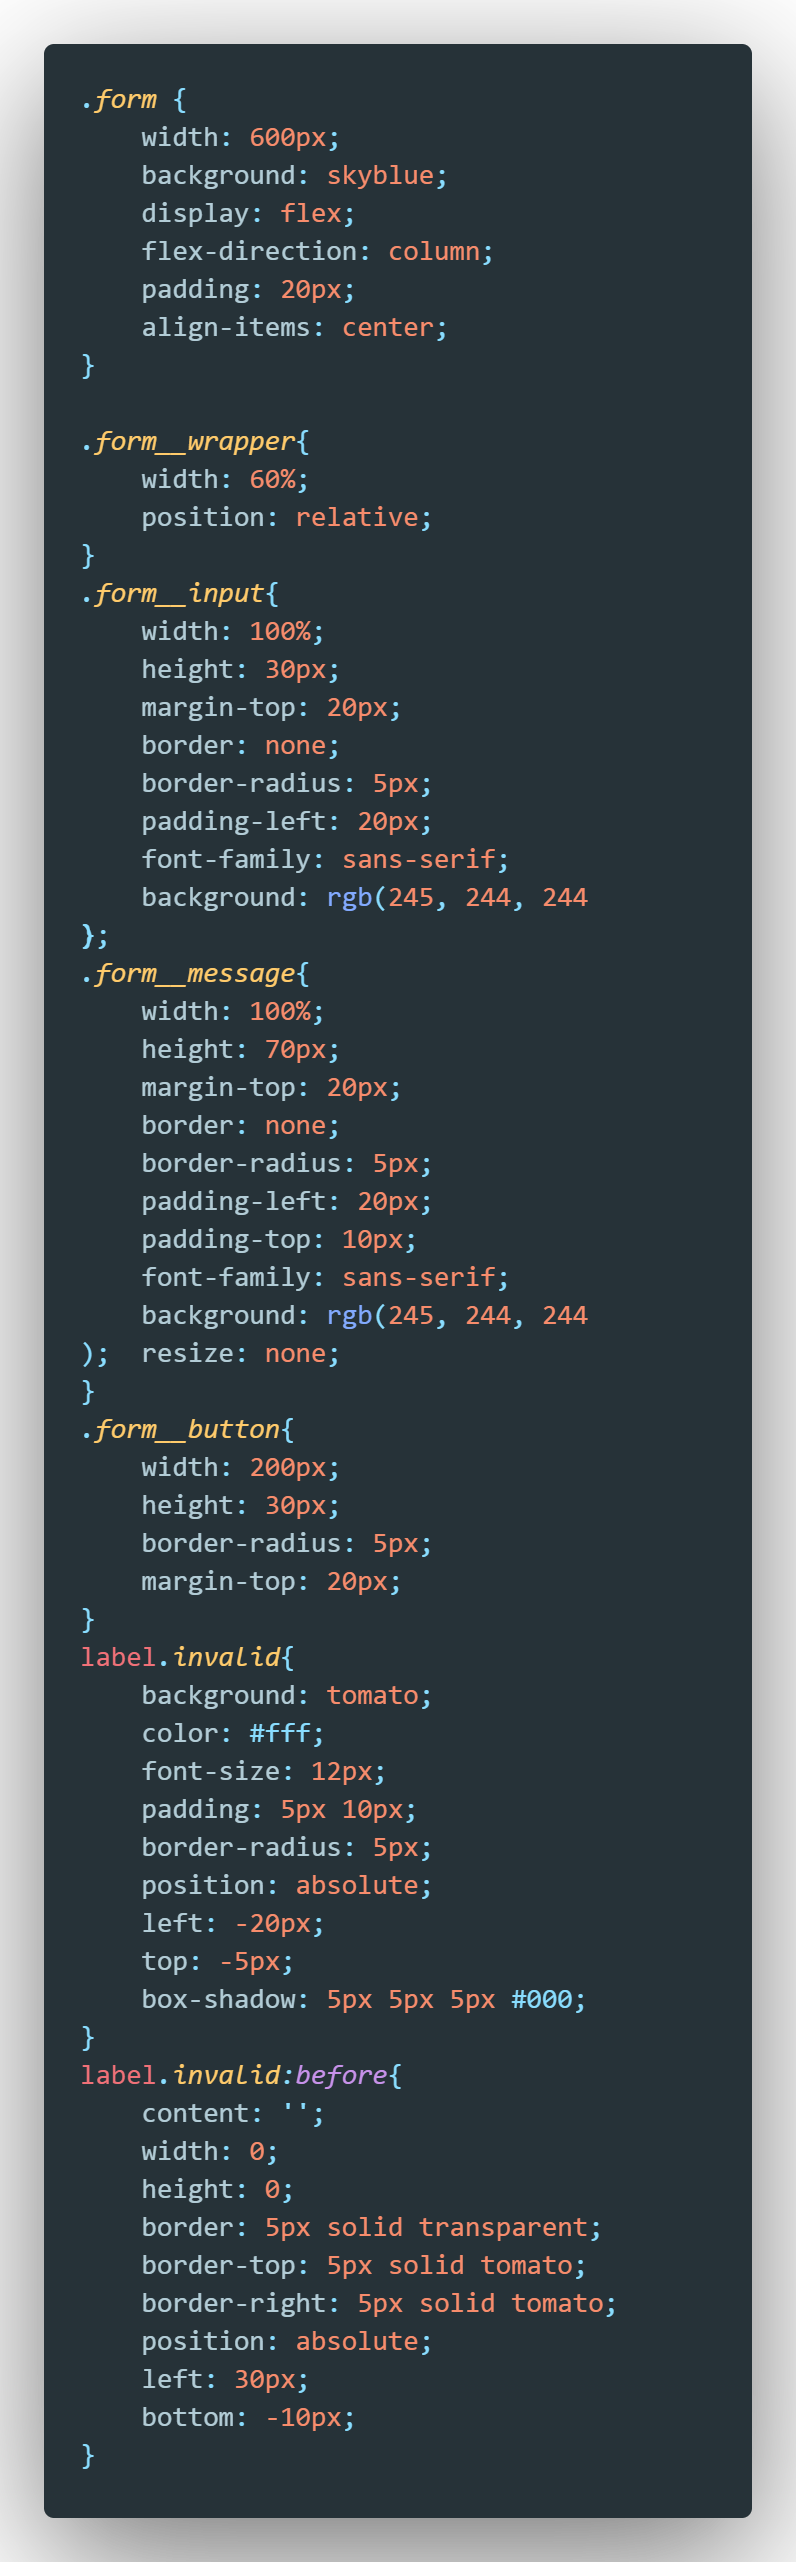 .form {
    width: 600px;
    background: skyblue;
    display: flex;
    flex-direction: column;
    padding: 20px;
    align-items: center;
}

.form__wrapper{
    width: 60%;
    position: relative;
}
.form__input{
    width: 100%;
    height: 30px;
    margin-top: 20px;
    border: none;
    border-radius: 5px;
    padding-left: 20px;
    font-family: sans-serif;
    background: rgb(245, 244, 244
};
.form__message{
    width: 100%;
    height: 70px;
    margin-top: 20px;
    border: none;
    border-radius: 5px;
    padding-left: 20px;
    padding-top: 10px;
    font-family: sans-serif;
    background: rgb(245, 244, 244
);  resize: none;
}
.form__button{
    width: 200px;
    height: 30px;
    border-radius: 5px;
    margin-top: 20px;
}
label.invalid{
    background: tomato;
    color: #fff;
    font-size: 12px;
    padding: 5px 10px;
    border-radius: 5px;
    position: absolute;
    left: -20px;
    top: -5px;
    box-shadow: 5px 5px 5px #000;
}
label.invalid:before{
    content: '';
    width: 0;
    height: 0;
    border: 5px solid transparent;
    border-top: 5px solid tomato;
    border-right: 5px solid tomato;
    position: absolute;
    left: 30px;
    bottom: -10px;
}